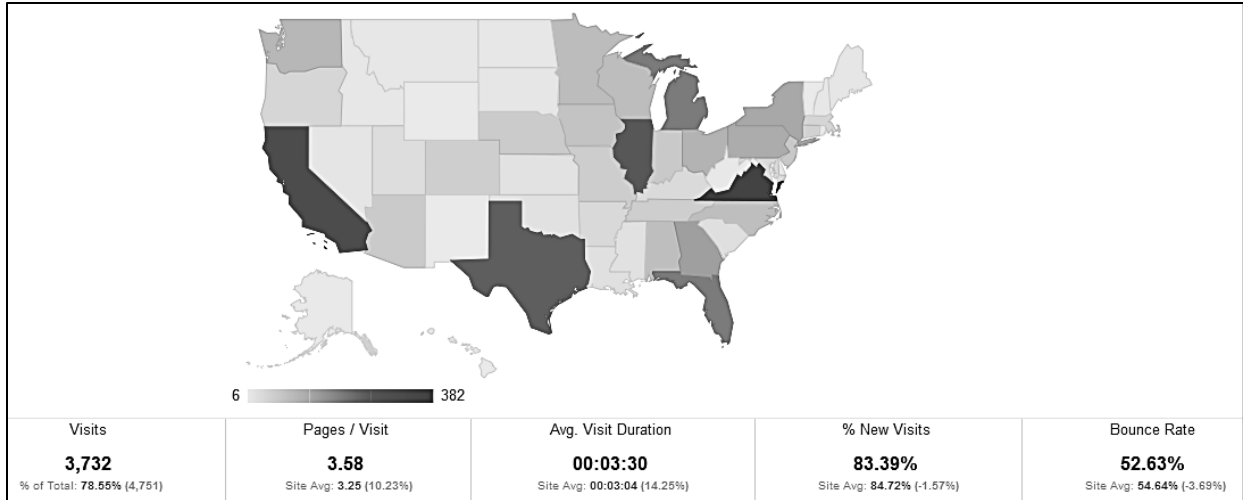 6 382
Visits
3,732
% of Total: 78.55% (4,751)
Pages / Visit
3.58
Site Avg: 3.25 (10.23%)
Avg. Visit Duration
00:03:30
Site Avg: 00:03:04 (14.25%)
% New Visits
83.39%
Site Avg: 84.72% (-1.57%)
Bounce Rate
52.63%
Site Avg: 54.64% (-3.69%)